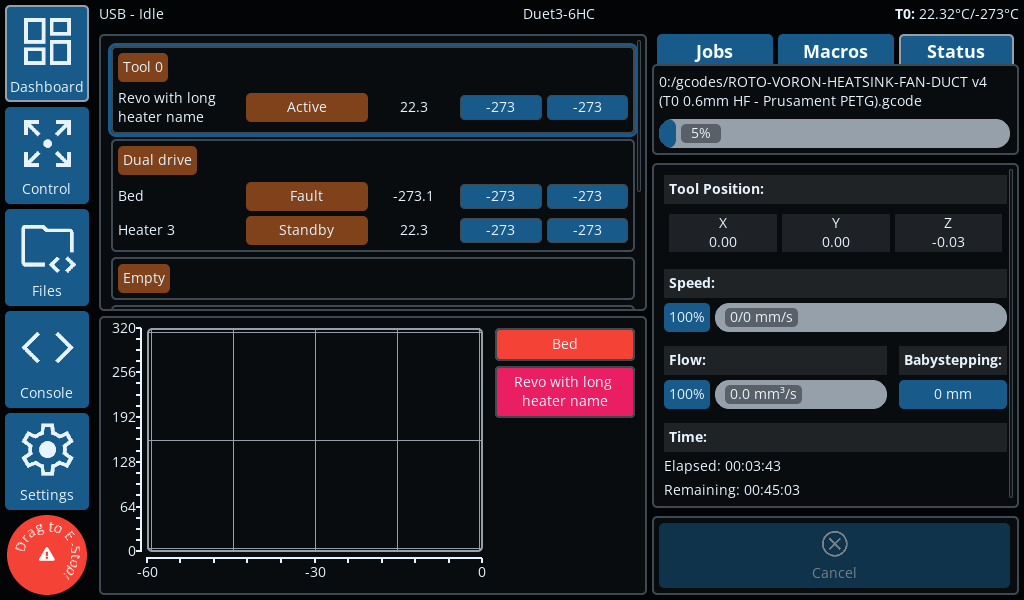 USB - Idle
Duet3-6HC
T0: 22.32°C/-273°C
Dashboard
Control
Files
Console
Settings
Drag to E-Stop!
Tool 0
Revo with long
heater name
Active
22.3
-273
-273
Dual drive
Bed
Fault
-273.1
-273
-273
Heater 3
Standby
22.3
-273
-273
Empty
320
256
192
128
64
0
-60
-30
0
Bed
Revo with long
heater name
Jobs
Macros
Status
0:/gcodes/ROTO-VORON-HEATSINK-FAN-DUCT v4
(T0 0.6mm HF - Prusament PETG).gcode
5%
Tool Position:
X
0.00
Y
0.00
Z
-0.03
Speed:
100%
0/0 mm/s
Flow:
100%
0.0 mm³/s
Babystepping:
0 mm
Time:
Elapsed: 00:03:43
Remaining: 00:45:03
Cancel